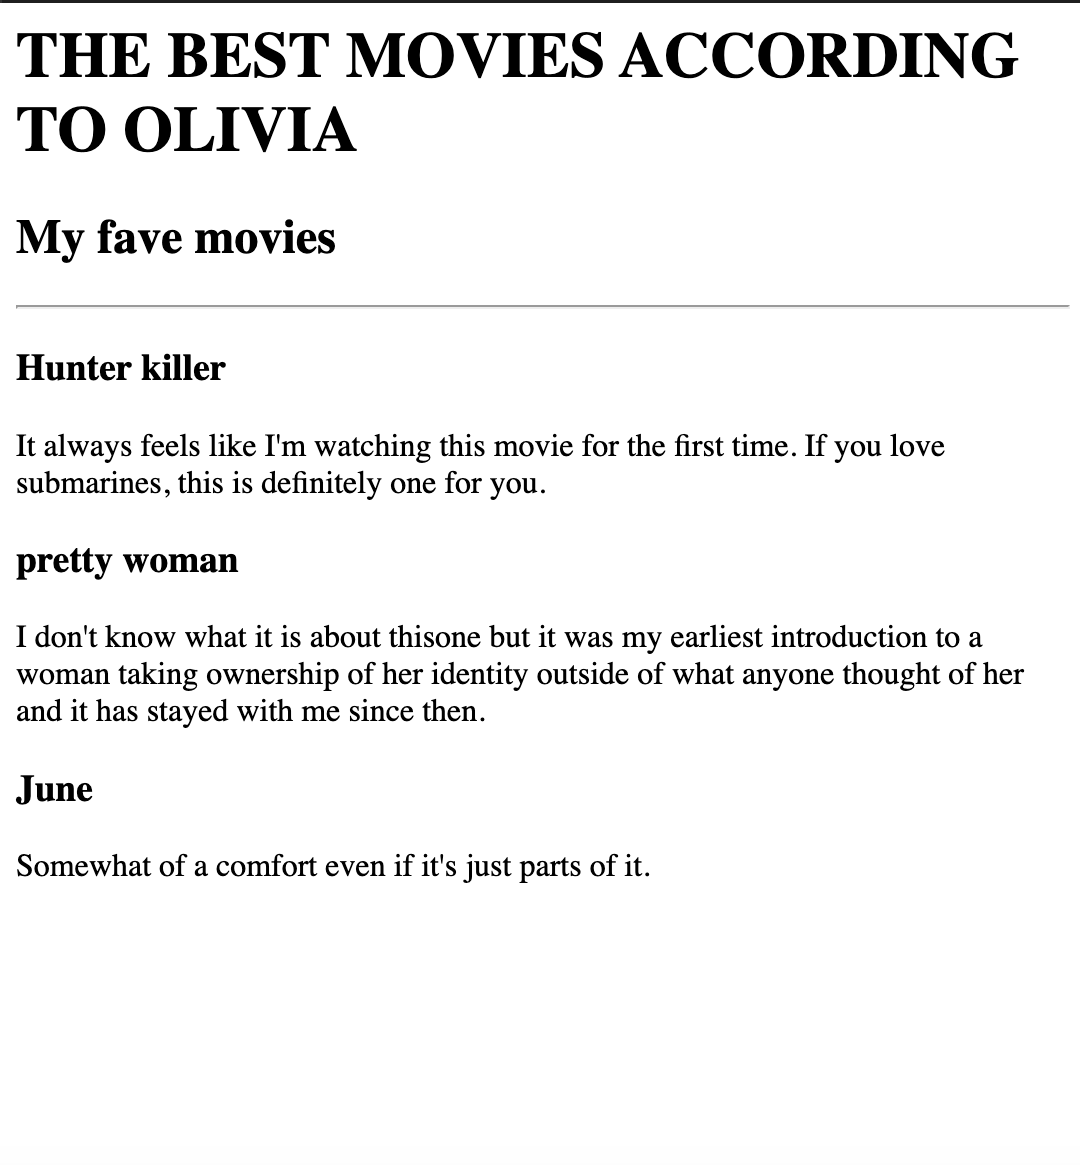 THE BEST MOVIES ACCORDING
TO OLIVIA
My fave movies
Hunter killer
It always feels like I'm watching this movie for the first time. If you love
submarines, this is definitely one for you.
pretty woman
I don't know what it is about thisone but it was my earliest introduction to a
woman taking ownership of her identity outside of what anyone thought of her
and it has stayed with me since then.
June
Somewhat of a comfort even if it's just parts of it.